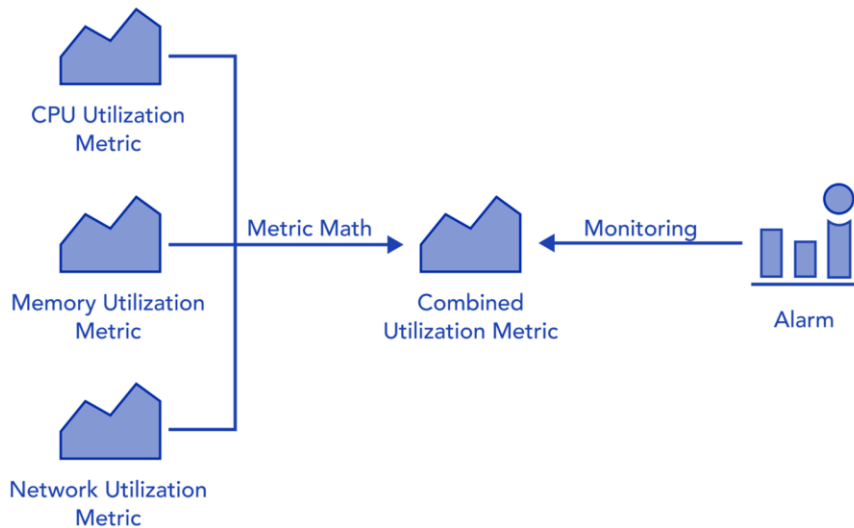 CPU Utilization
Metric
Metric Math
Monitoring
Memory Utilization
Metric
Combined
Utilization Metric
Alarm
Network Utilization
Metric